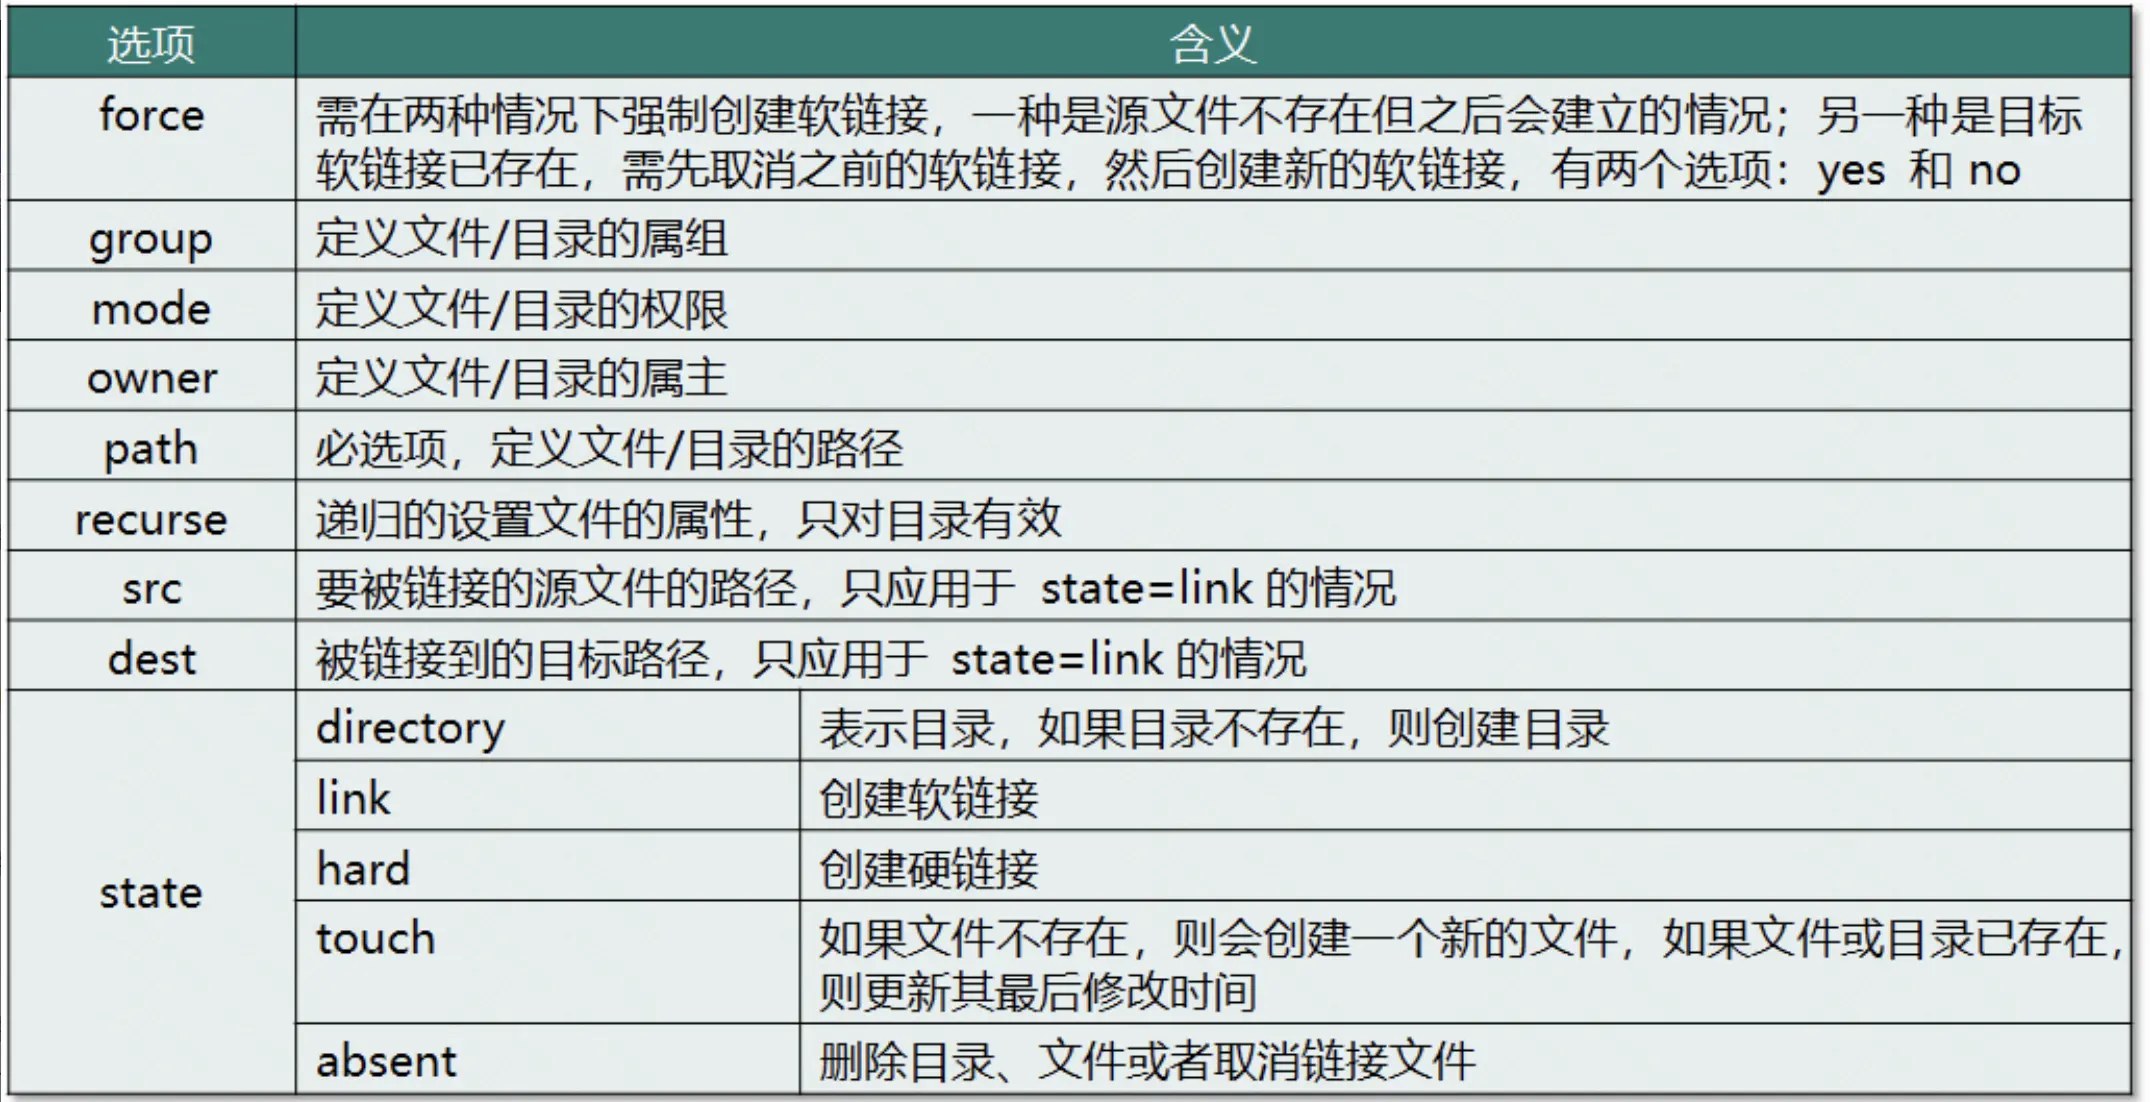 选项 含义
force 需在两种情况下强制创建软链接，一种是源文件不存在但之后会建立的情况；另一种是目标
软链接已存在，需先取消之前的软链接，然后创建新的软链接，有两个选项：yes 和 no
group 定义文件/目录的属组
mode 定义文件/目录的权限
owner 定义文件/目录的属主
path 必选项，定义文件/目录的路径
recurse 递归的设置文件的属性，只对目录有效
src 要被链接的源文件的路径，只应用于 state=link 的情况
dest 被链接到的目标路径，只应用于 state=link 的情况
state
directory 表示目录，如果目录不存在，则创建目录
link 创建软链接
hard 创建硬链接
touch 如果文件不存在，则会创建一个新的文件，如果文件或目录已存在，
则更新其最后修改时间
absent 删除目录、文件或者取消链接文件